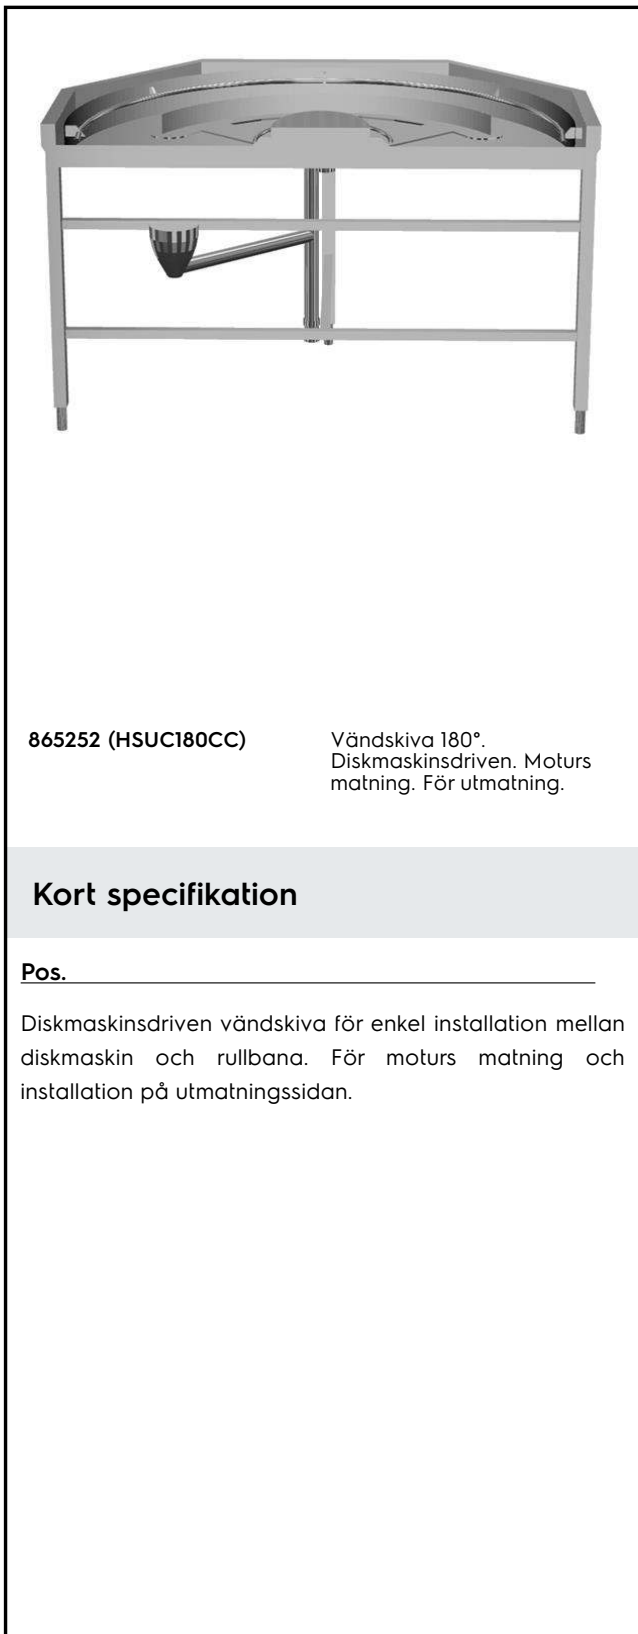 865252 (HSUC180CC)
Vändskiva 180°.
Diskmaskinsdriven. Moturs
matning. För utmatning.
Kort specifikation
Pos.
Diskmaskinsdriven vändskiva för enkel installation mellan
diskmaskin och rullbana. För moturs matning och
installation på utmatningssidan.